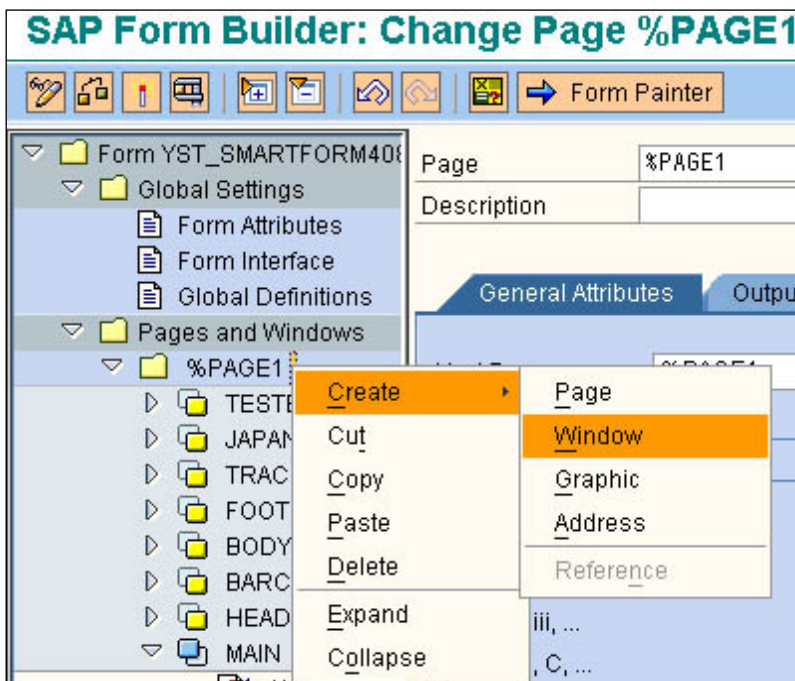 SAP Form Builder: Change Page %PAGE1
Form Painter
Form YST_SMARTFORM408
Global Settings
Form Attributes
Form Interface
Global Definitions
Pages and Windows
%PAGE1
TESTE
JAPAN
TRAC
FOOT
BODY
BARC
HEAD
MAIN
Page %PAGE1
Description
General Attributes Outpu
%PAGE1
Create
Cut
Copy
Paste
Delete
Expand
Collapse
Page
Window
Graphic
Address
Reference
iii, ...
, C, ...